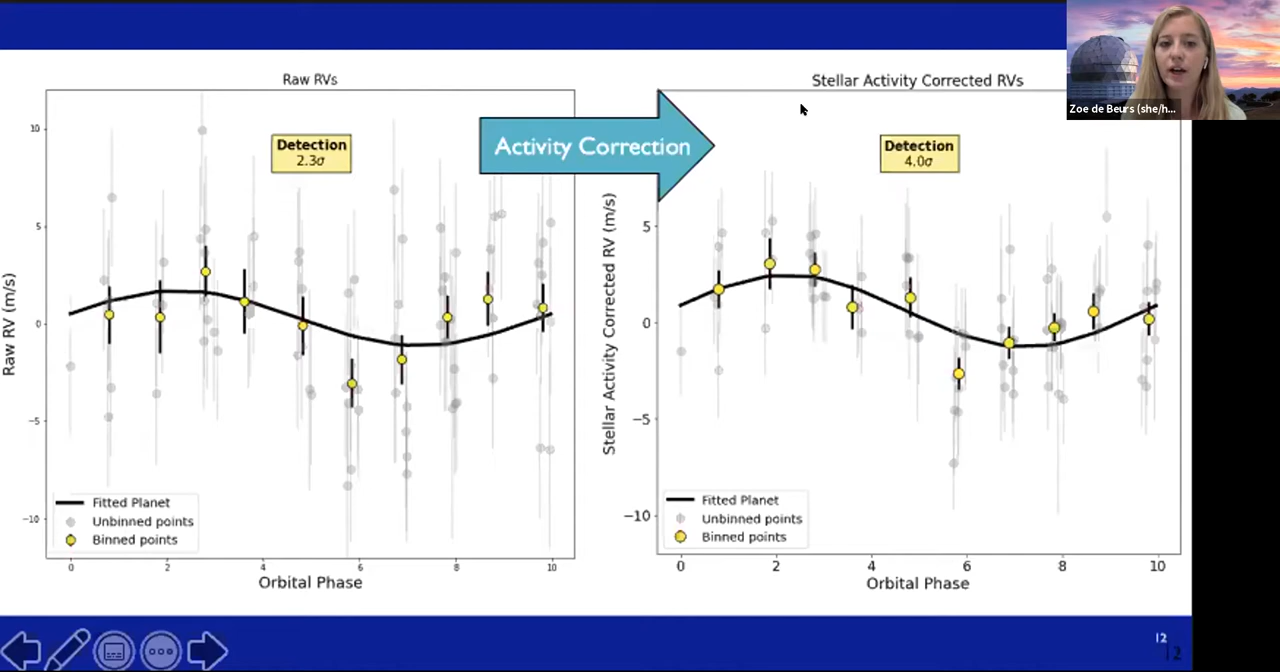 Raw RVs
Raw RV (m/s)
10
5
0
−5
−10
Detection
2.3σ
Fitted Planet
Unbinned points
Binned points
0 2 4 6 8 10
Orbital Phase
Activity Correction
Stellar Activity Corrected RVs
Stellar Activity Corrected RV (m/s)
5
0
−5
−10
Detection
4.0σ
Fitted Planet
Unbinned points
Binned points
0 2 4 6 8 10
Orbital Phase
Zoe de Beurs (she/h...
12
12